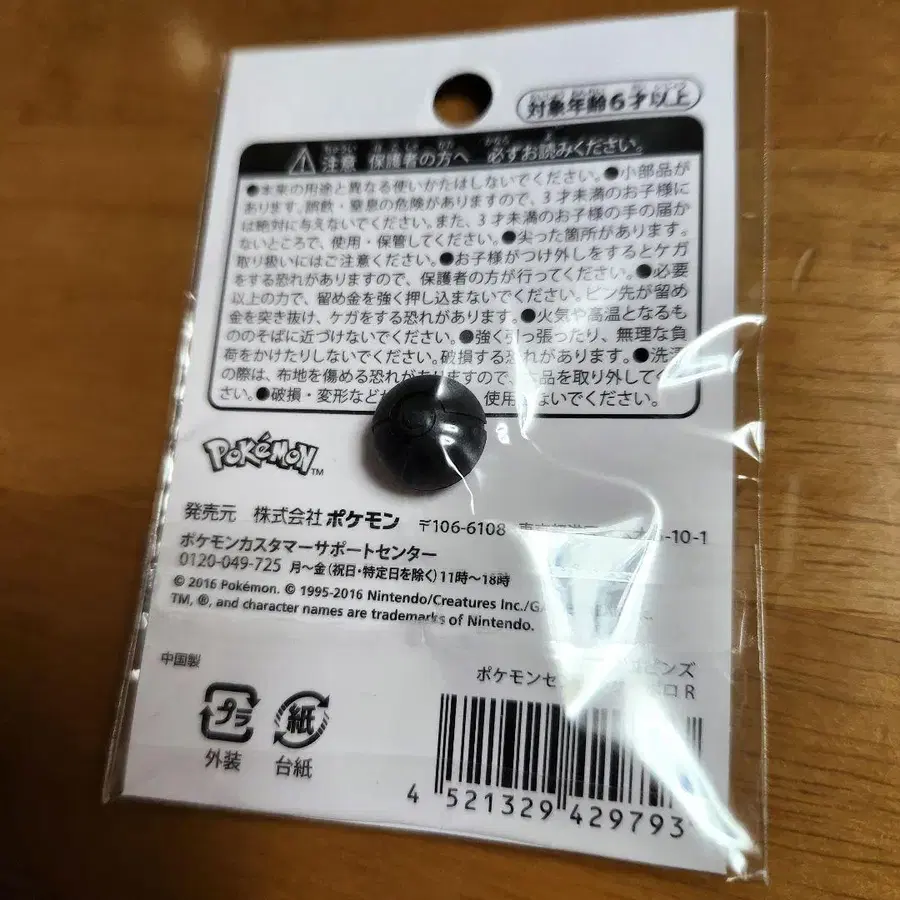 対象年齢6才以上
注意 保護者の方へ 必ずお読みください。
●本来の用途と異なる使いかたはしないでください。●小部品が
あります。誤飲・窒息の危険がありますので、3才未満のお子様に
は絶対に与えないでください。また、3才未満のお子様の手の届か
ないところで、使用・保管してください。●尖った箇所があります。
取り扱いにはご注意ください。●お子様がつけ外しをするとケガ
をする恐れがありますので、保護者の方が行ってください。●必要
以上の力で、留め金を強く押し込まないでください。ピン先が留め
金を突き抜け、ケガをする恐れがあります。●火気や高温となるも
ののそばに近づけないでください。●強く引っ張ったり、無理な負
荷をかけたりしないでください。破損する恐れがあります。●洗濯
の際は、布地を傷める恐れがありますので、本品を取り外してく
ださい。●破損・変形など 使用 ないでください。
POKéMON™
発売元 株式会社ポケモン 〒106-6108 -10-1
ポケモンカスタマーサポートセンター
0120-049-725 月～金(祝日・特定日を除く)11時～18時
© 2016 Pokémon. © 1995-2016 Nintendo/Creatures Inc./
TM, ®, and character names are trademarks of Nintendo.
中国製
ポケモンセ ピンズ
ロ R
プラ 紙
外装 台紙
4 521329 429793